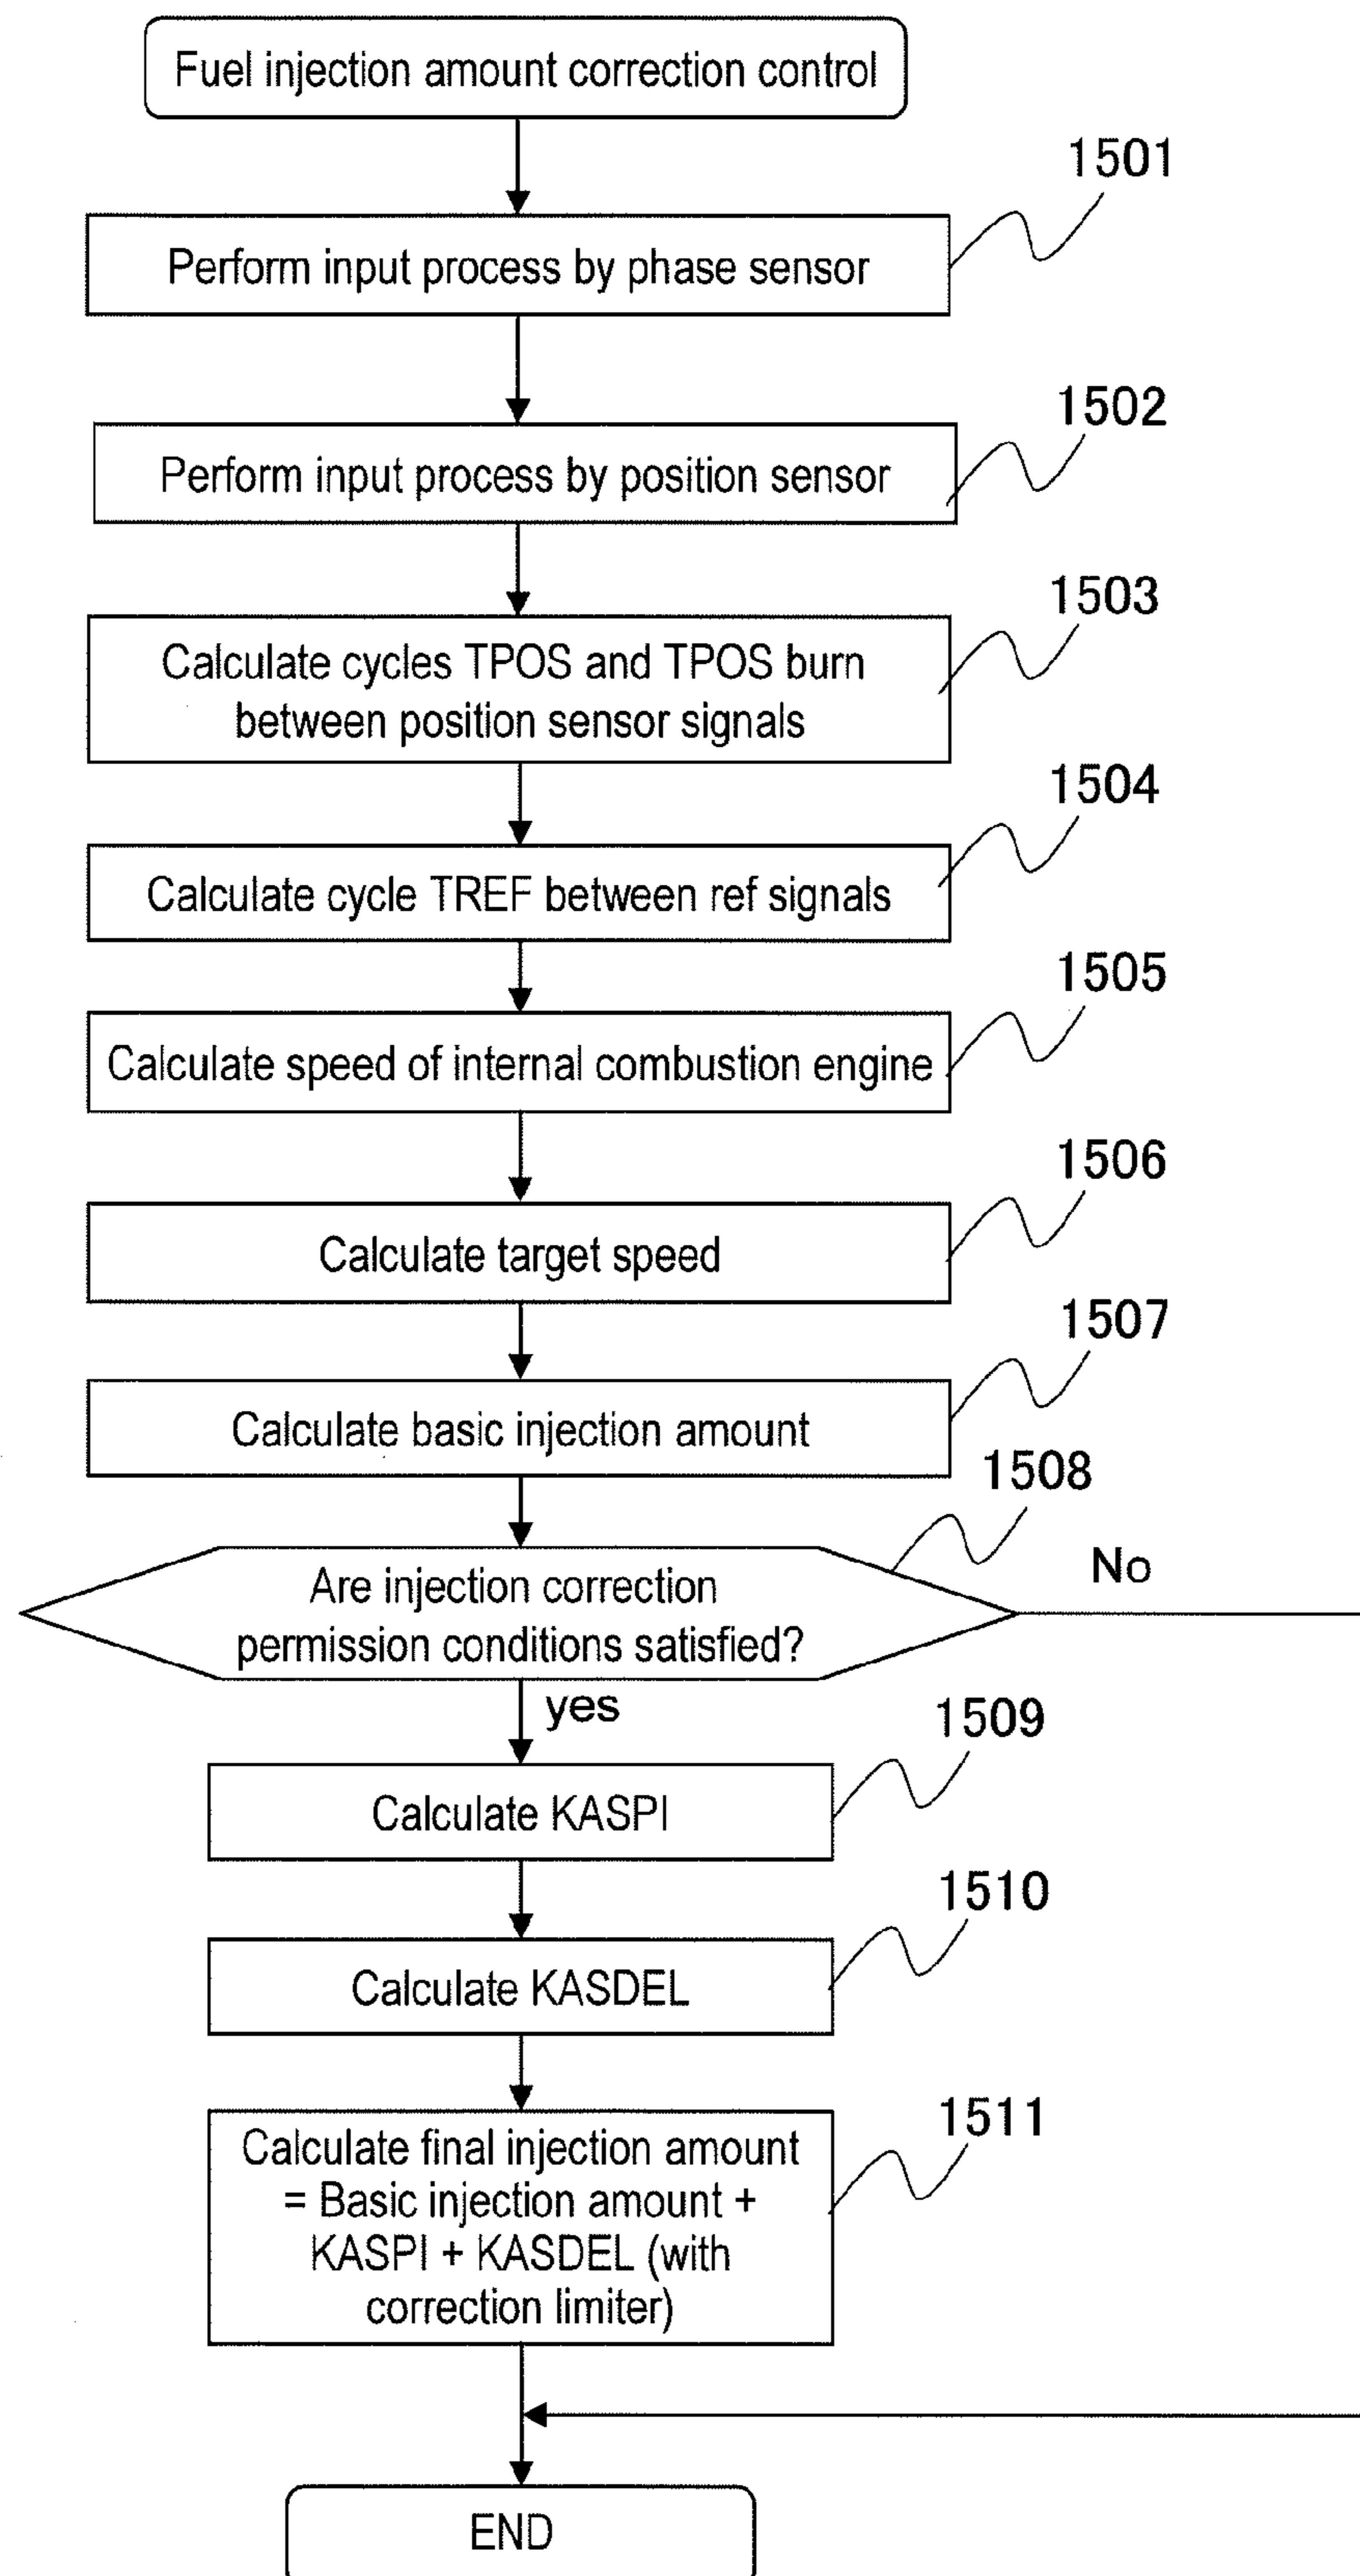 Fuel injection amount correction control
1501
Perform input process by phase sensor
1502
Perform input process by position sensor
1503
Calculate cycles TPOS and TPOS burn
between position sensor signals
1504
Calculate cycle TREF between ref signals
1505
Calculate speed of internal combustion engine
1506
Calculate target speed
1507
Calculate basic injection amount
1508
Are injection correction
permission conditions satisfied?
No
yes
1509
Calculate KASPI
1510
Calculate KASDEL
1511
Calculate final injection amount
= Basic injection amount +
KASPI + KASDEL (with
correction limiter)
END